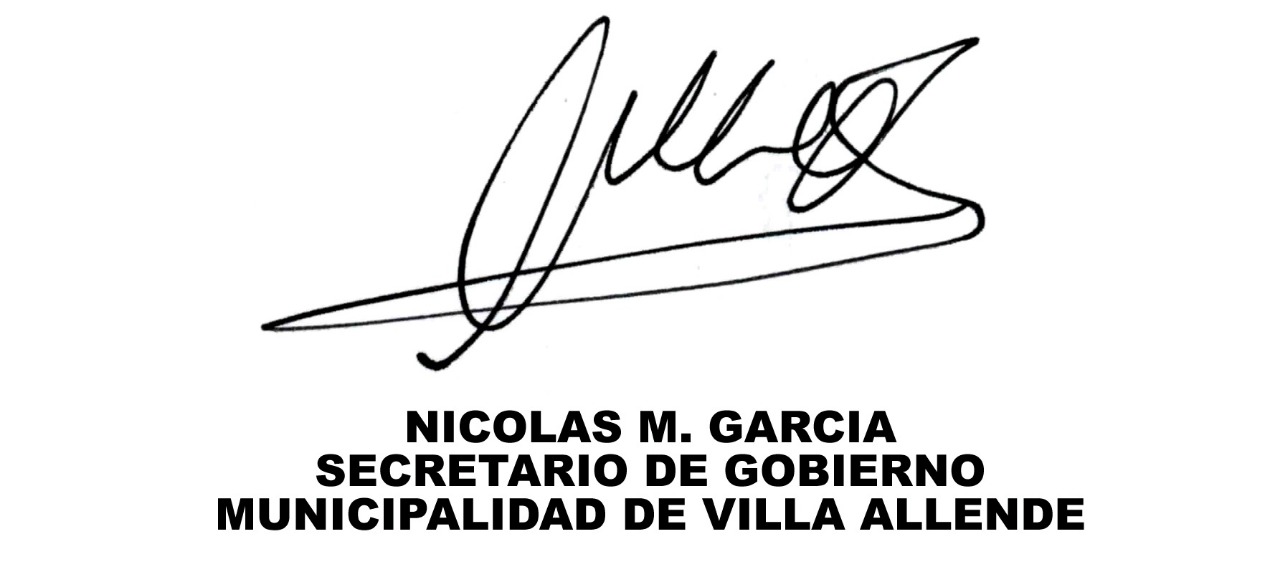 NICOLAS M. GARCIA
SECRETARIO DE GOBIERNO
MUNICIPALIDAD DE VILLA ALLENDE